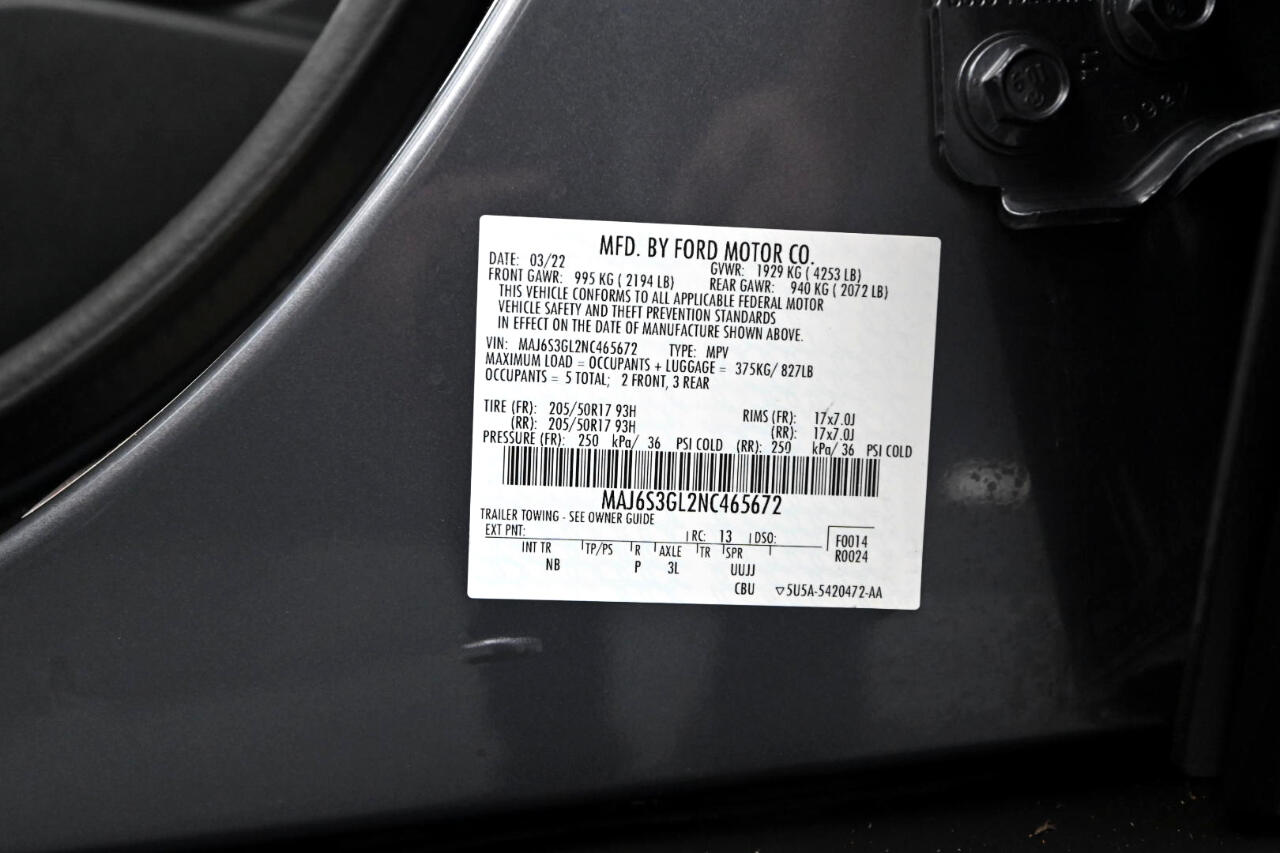 MFD. BY FORD MOTOR CO.
DATE: 03/22 GVWR: 1929 KG ( 4253 LB)
FRONT GAWR: 995 KG ( 2194 LB) REAR GAWR: 940 KG ( 2072 LB)
THIS VEHICLE CONFORMS TO ALL APPLICABLE FEDERAL MOTOR
VEHICLE SAFETY AND THEFT PREVENTION STANDARDS
IN EFFECT ON THE DATE OF MANUFACTURE SHOWN ABOVE.
VIN: MAJ6S3GL2NC465672 TYPE: MPV
MAXIMUM LOAD = OCCUPANTS + LUGGAGE = 375KG/ 827LB
OCCUPANTS = 5 TOTAL; 2 FRONT, 3 REAR
TIRE (FR): 205/50R17 93H RIMS (FR): 17x7.0J
(RR): 205/50R17 93H (RR): 17x7.0J
PRESSURE (FR): 250 kPa/ 36 PSI COLD (RR): 250 kPa/ 36 PSI COLD
MAJ6S3GL2NC465672
TRAILER TOWING - SEE OWNER GUIDE
EXT PNT: RC: 13 DSO: F0014
R0024
INT TR TP/PS R AXLE TR SPR
NB P 3L UUJJ
CBU ▽5U5A-5420472-AA